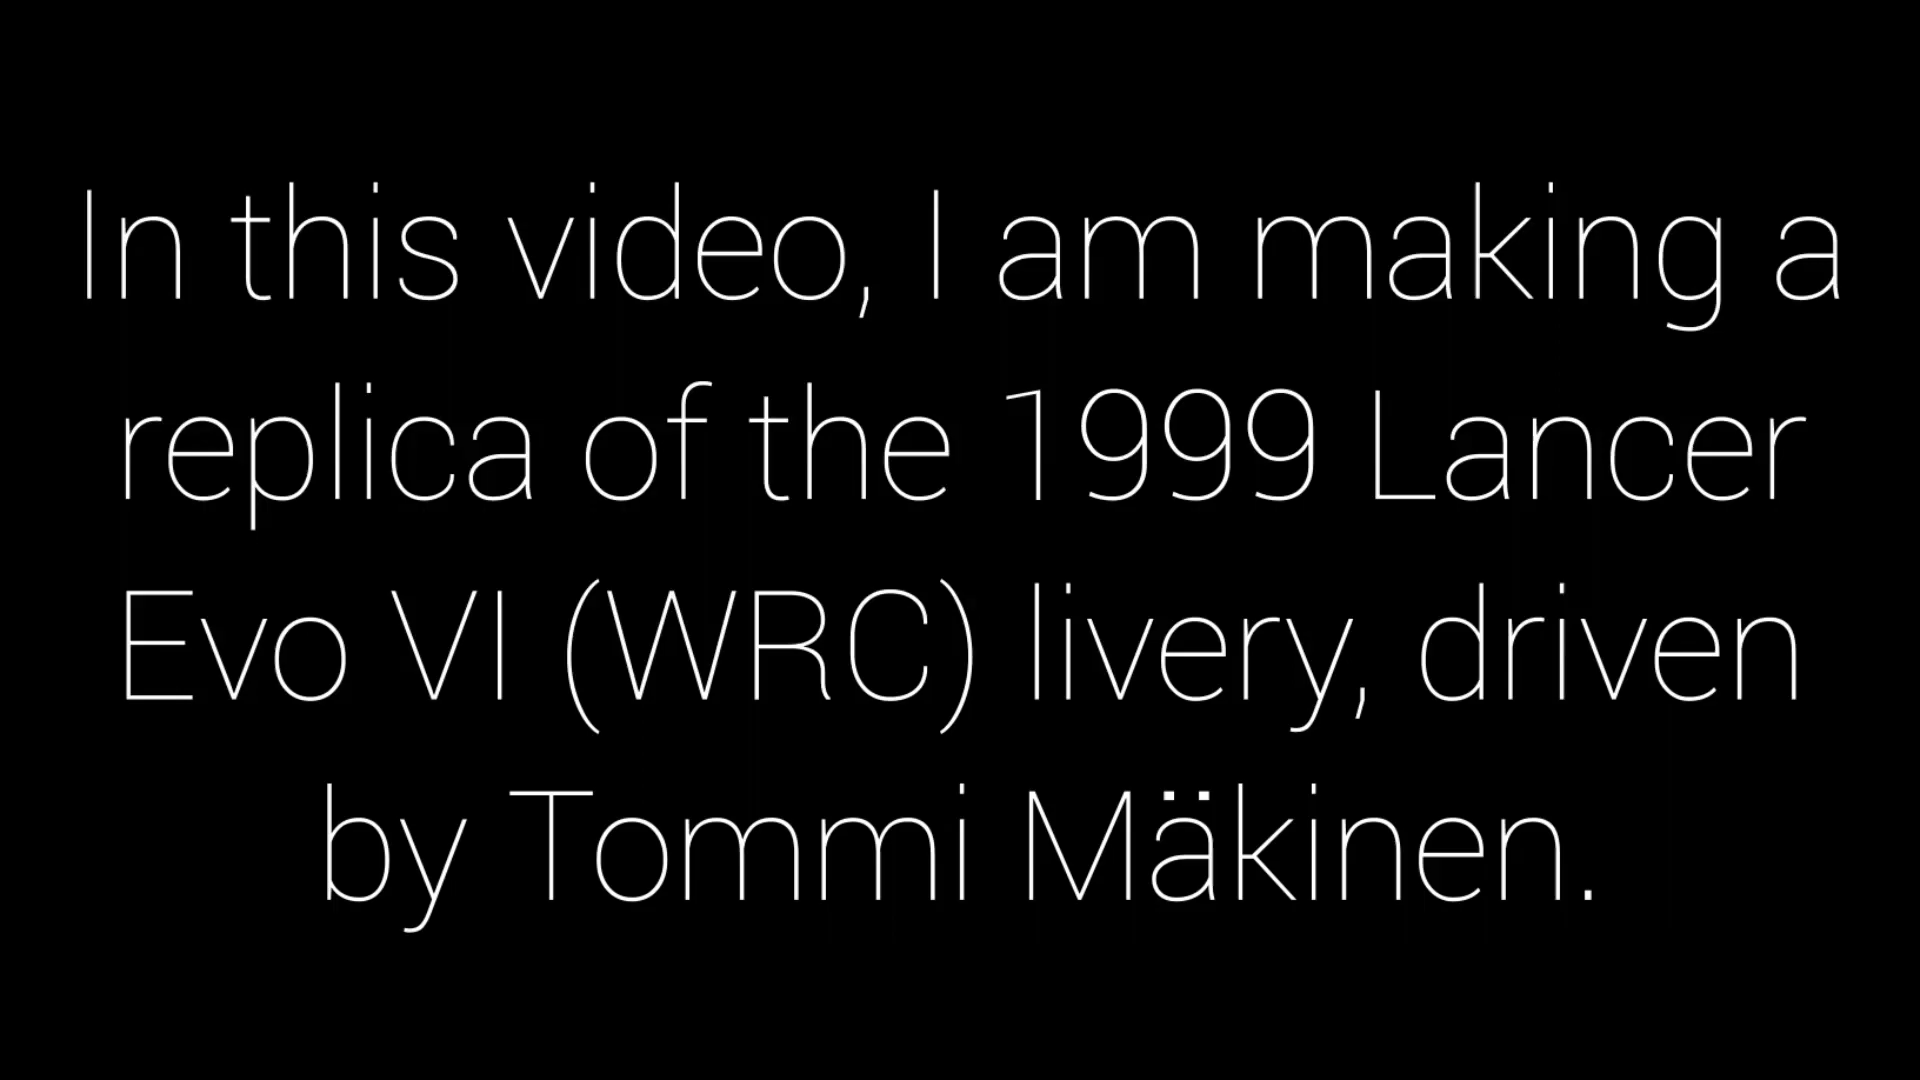 In this video, I am making a
replica of the 1999 Lancer
Evo VI (WRC) livery, driven
by Tommi Mäkinen.